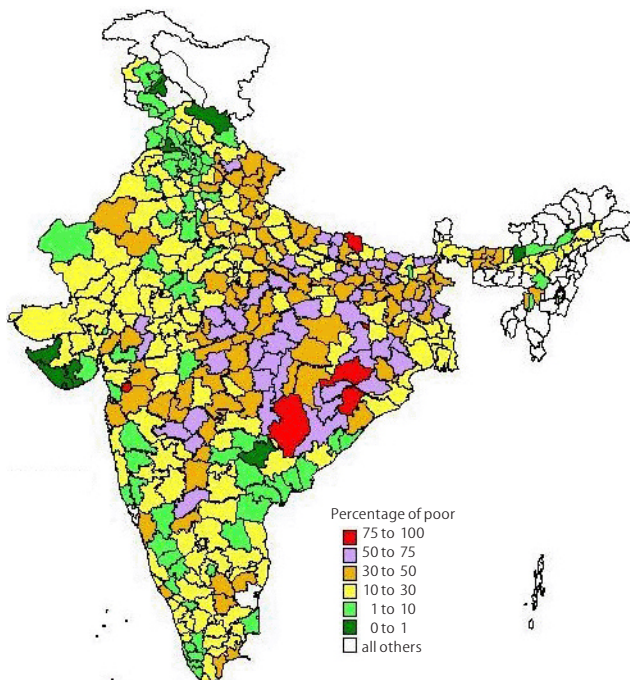 Percentage of poor
75 to 100
50 to 75
30 to 50
10 to 30
1 to 10
0 to 1
all others